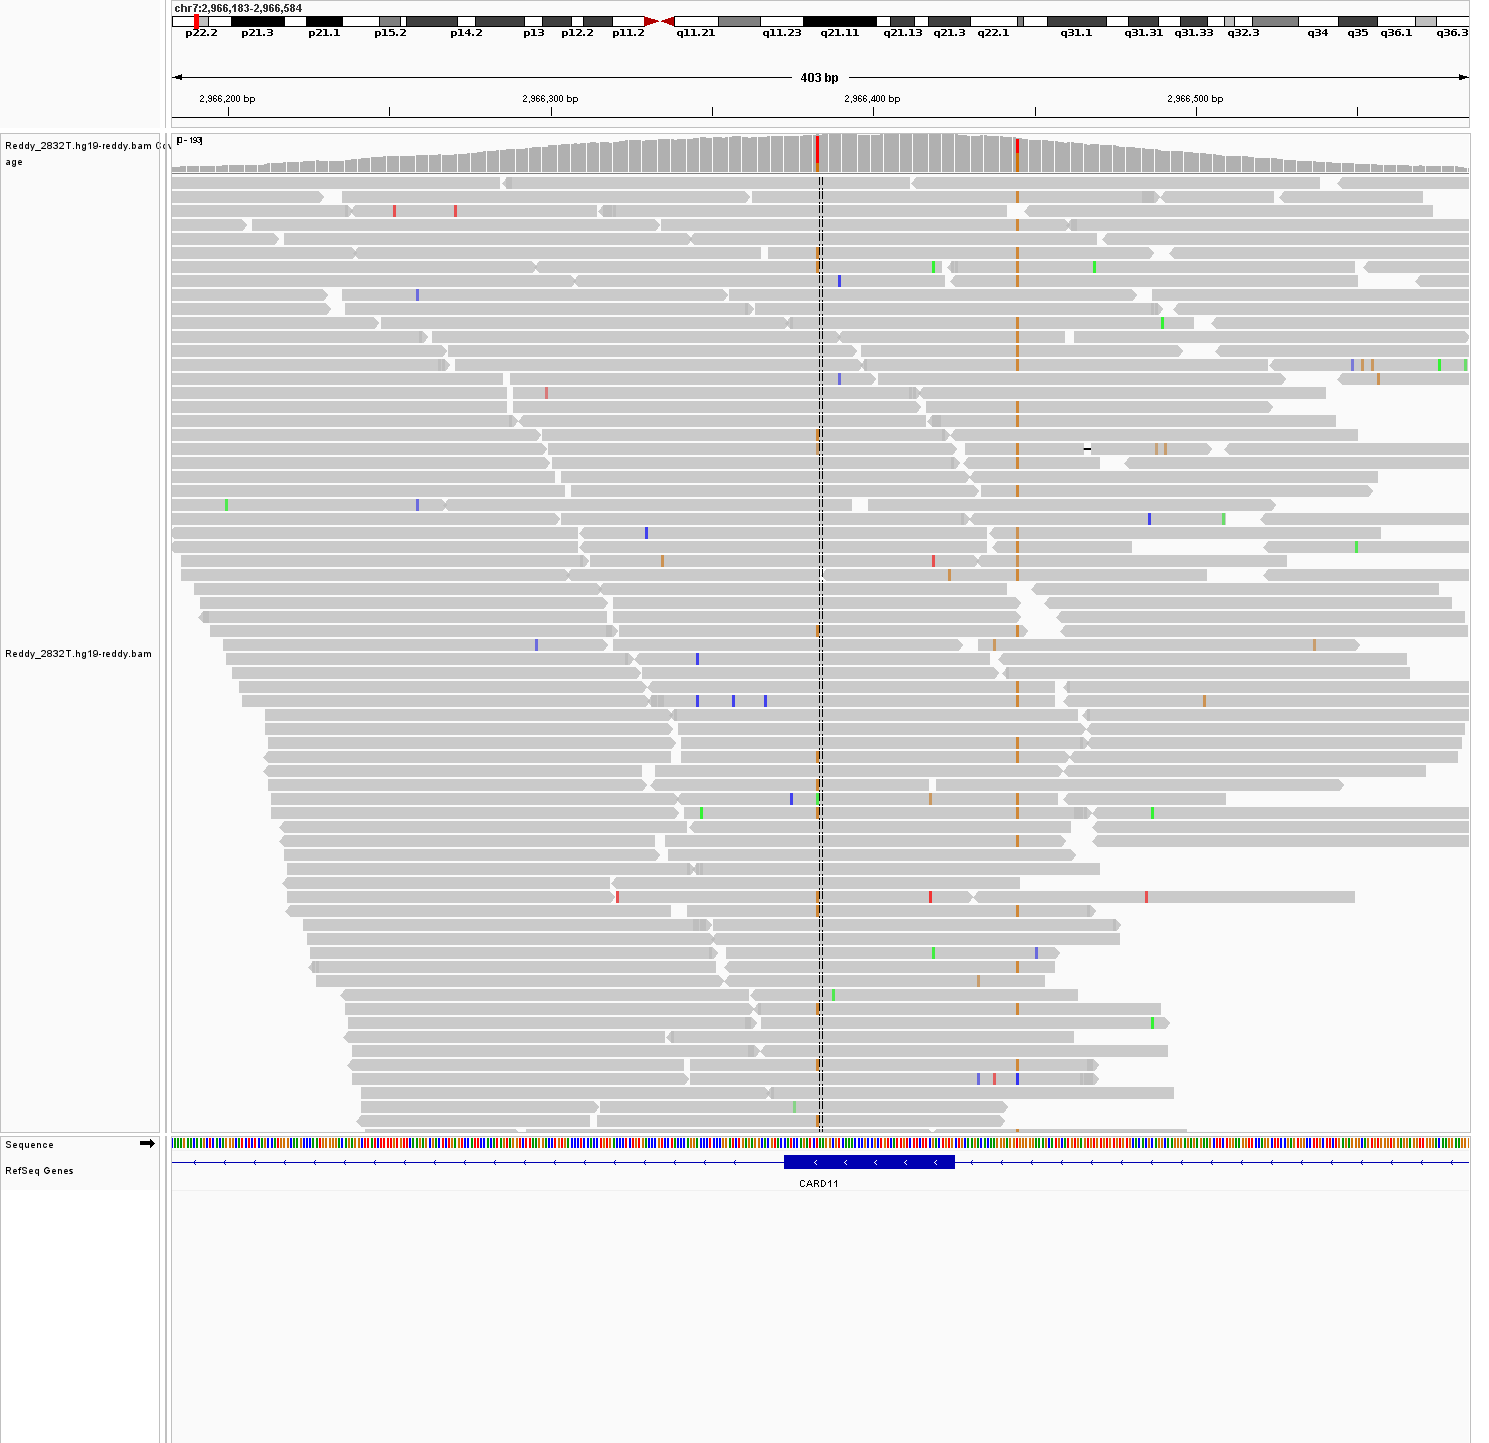 chr7:2,966,183-2,966,584
p22.2 p21.3 p21.1 p15.2 p14.2 p13 p12.2 p11.2 q11.21 q11.23 q21.11 q21.13 q21.3 q22.1 q31.1 q31.31 q31.33 q32.3 q34 q35 q36.1 q36.3
403 bp
2,966,200 bp 2,966,300 bp 2,966,400 bp 2,966,500 bp
Reddy_2832T.hg19-reddy.bam Cov
age
[0 - 193]
Reddy_2832T.hg19-reddy.bam
Sequence
RefSeq Genes
CARD11